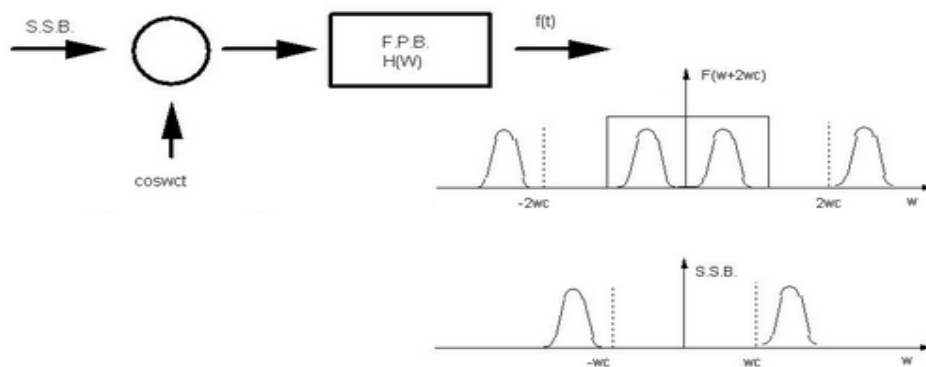 S.S.B.
F.P.B.
H(W)
f(t)
coswct
F(w+2wc)
-2wc
2wc
w
S.S.B.
-wc
wc
w